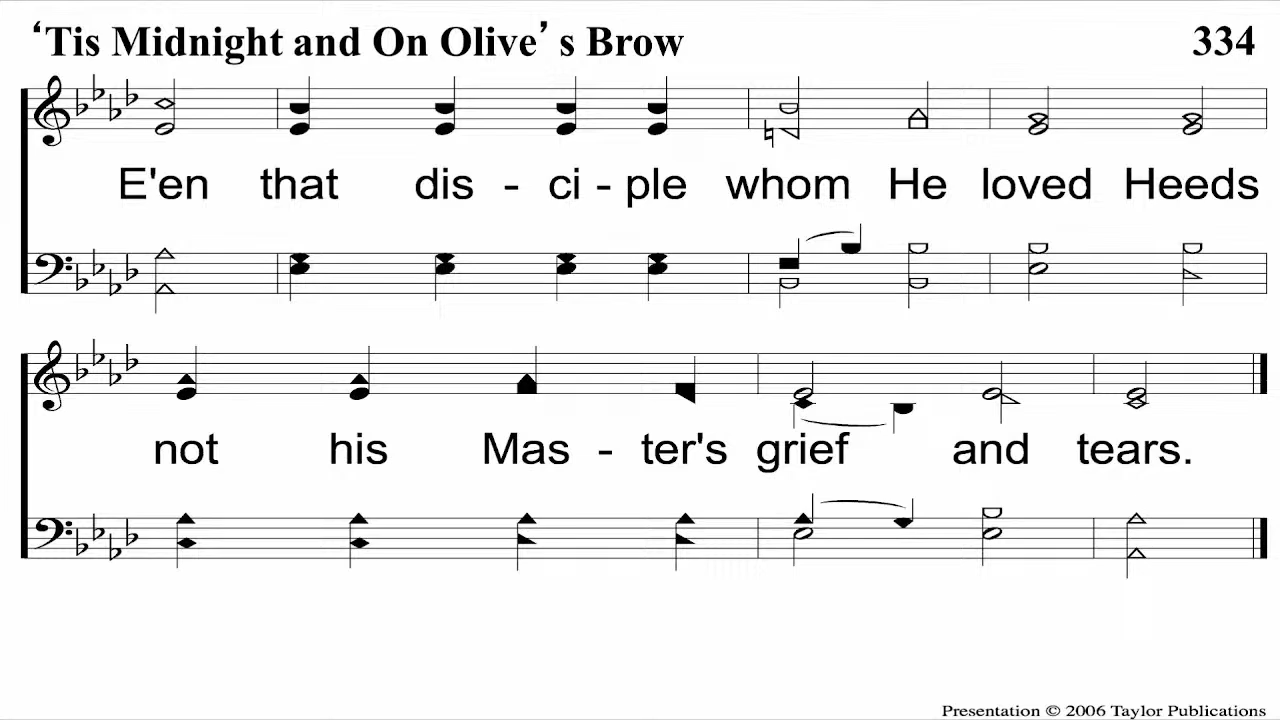 ‘Tis Midnight and On Olive’ s Brow 334
E'en that dis - ci - ple whom He loved Heeds
not his Mas - ter's grief and tears.
Presentation © 2006 Taylor Publications